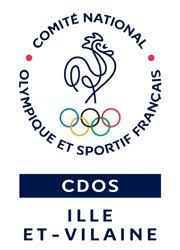 COMITÉ NATIONAL
OLYMPIQUE ET SPORTIF FRANÇAIS
CDOS
ILLE
ET-VILAINE